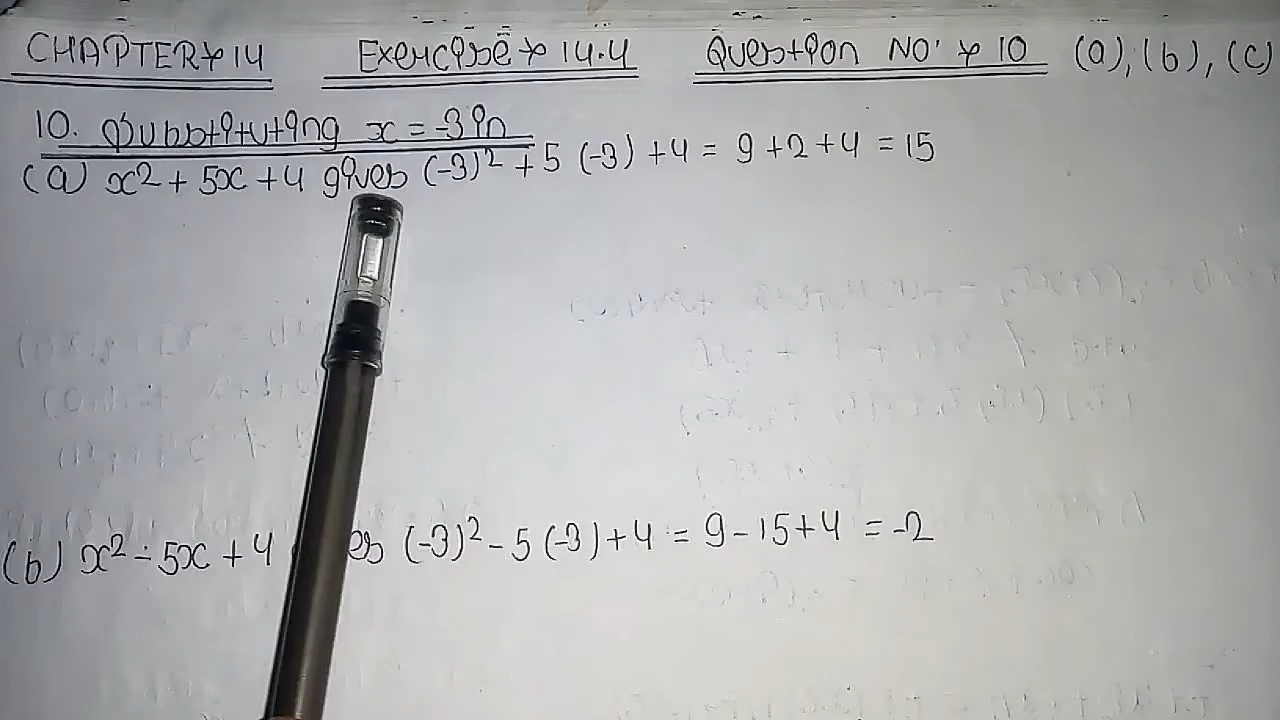 CHAPTER → 14 Exercise → 14.4 Question NO. → 10 (a), (b), (c)
10. Substituting x = -3 in
(a) x² + 5x + 4 gives (-3)² + 5 (-3) + 4 = 9 + 2 + 4 = 15
(b) x² - 5x + 4 (-3)² - 5 (-3) + 4 = 9 - 15 + 4 = -2